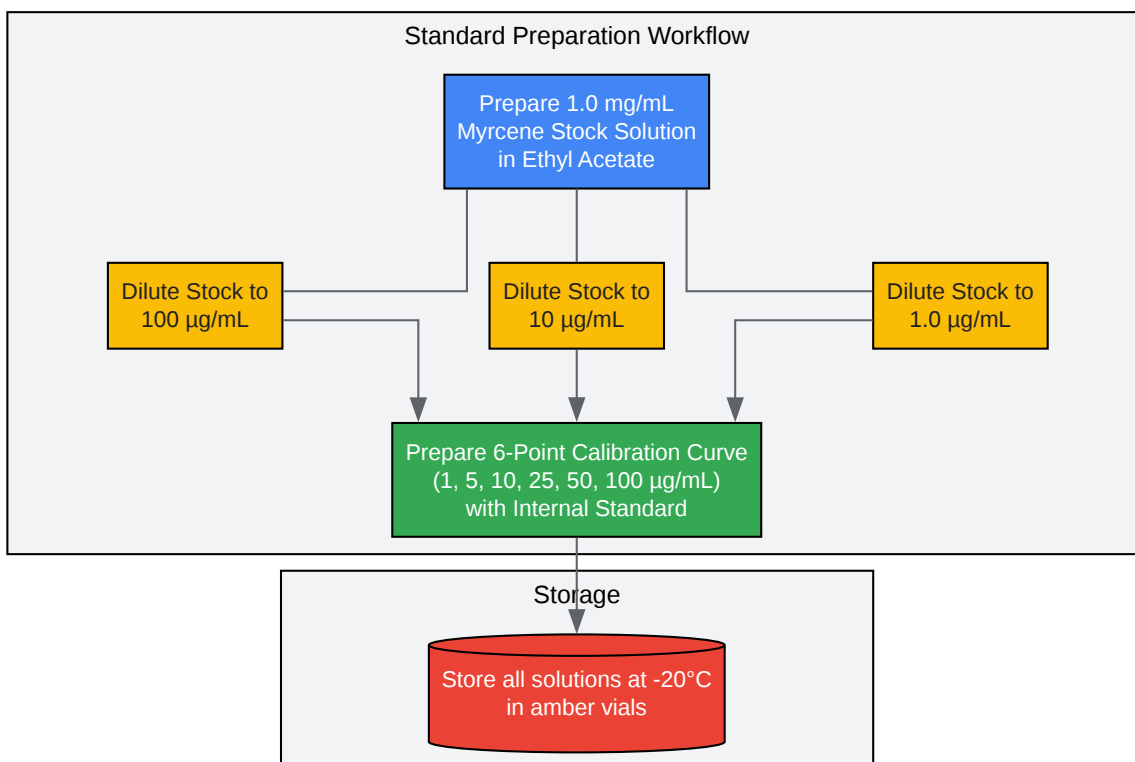 Standard Preparation Workflow
Prepare 1.0 mg/mL
Myrcene Stock Solution
in Ethyl Acetate
Dilute Stock to
100 µg/mL
Dilute Stock to
10 µg/mL
Dilute Stock to
1.0 µg/mL
Prepare 6-Point Calibration Curve
(1, 5, 10, 25, 50, 100 µg/mL)
with Internal Standard
Storage
Store all solutions at -20°C
in amber vials